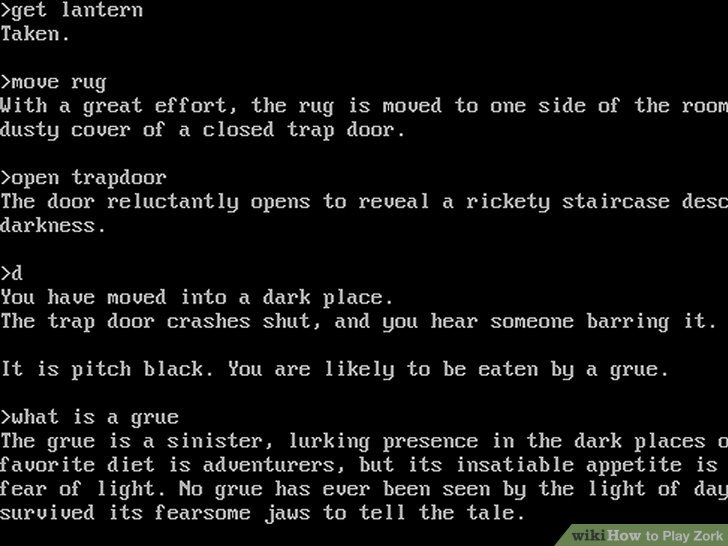 >get lantern
Taken.
>move rug
With a great effort, the rug is moved to one side of the room
dusty cover of a closed trap door.
>open trapdoor
The door reluctantly opens to reveal a rickety staircase desc
darkness.
>d
You have moved into a dark place.
The trap door crashes shut, and you hear someone barring it.
It is pitch black. You are likely to be eaten by a grue.
>what is a grue
The grue is a sinister, lurking presence in the dark places o
favorite diet is adventurers, but its insatiable appetite is
fear of light. No grue has ever been seen by the light of day
survived its fearsome jaws to tell the tale.
wikiHow to Play Zork